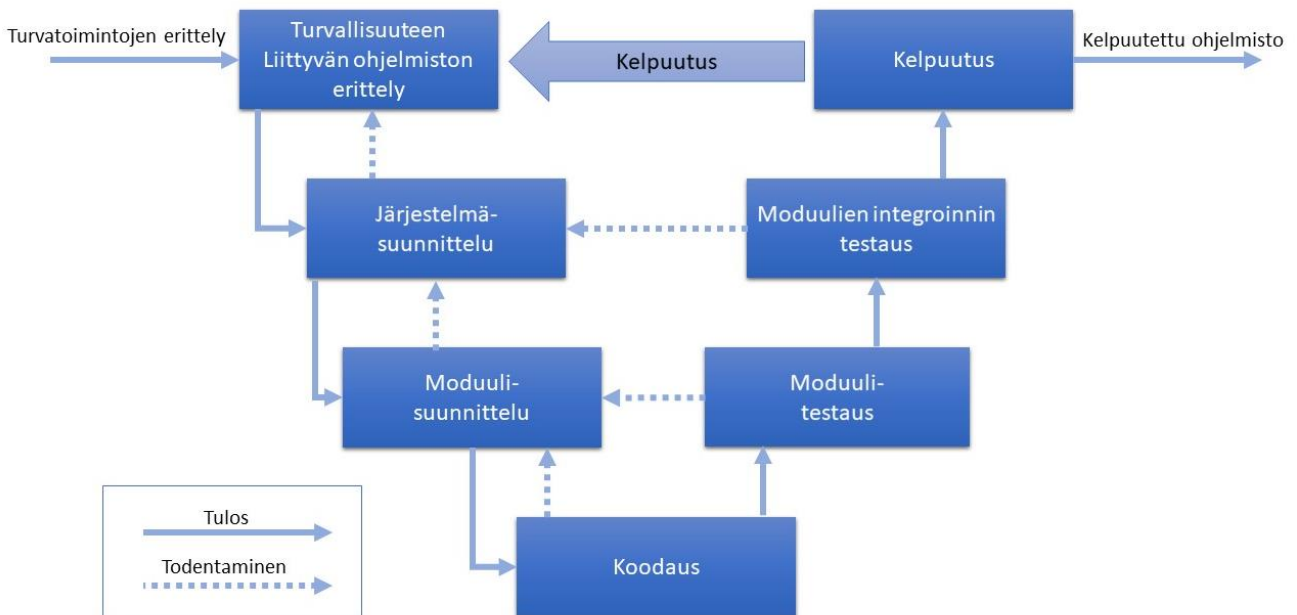 Turvatoimintojen erittely
Turvallisuuteen
Liittyvän ohjelmiston
erittely
Kelpuutus
Kelpuutus
Kelpuutettu ohjelmisto
Järjestelmä-
suunnittelu
Moduulien integroinnin
testaus
Moduuli-
suunnittelu
Moduuli-
testaus
Koodaus
Tulos
Todentaminen